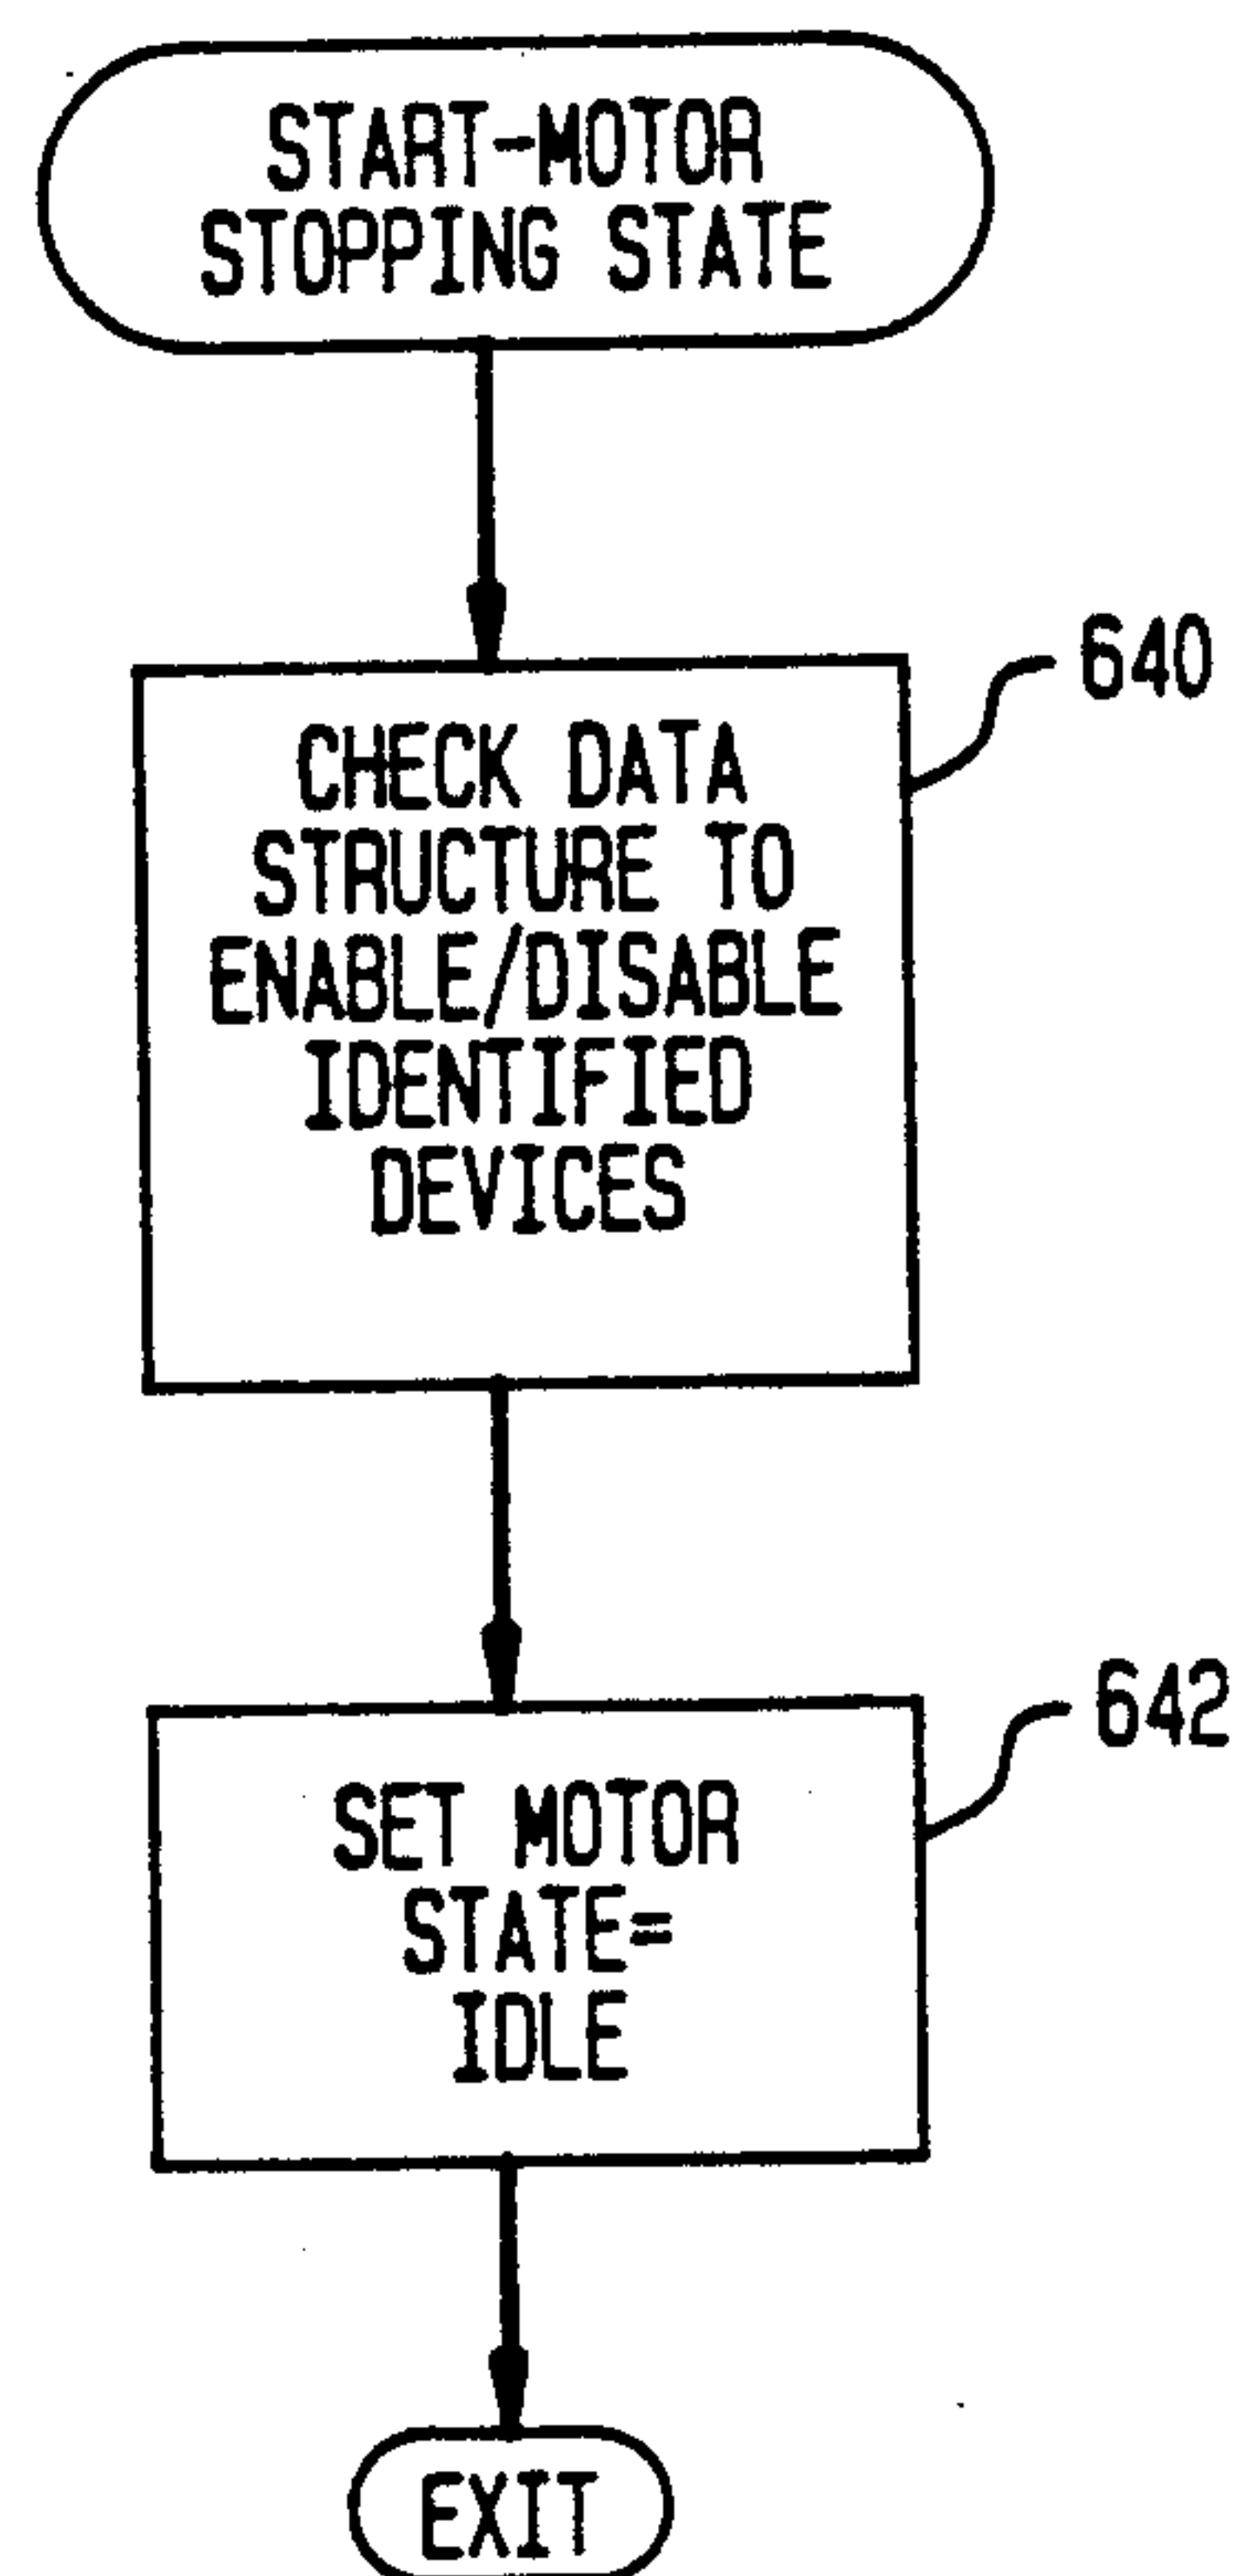 START-MOTOR
STOPPING STATE
640
CHECK DATA
STRUCTURE TO
ENABLE/DISABLE
IDENTIFIED
DEVICES
642
SET MOTOR
STATE=
IDLE
EXIT